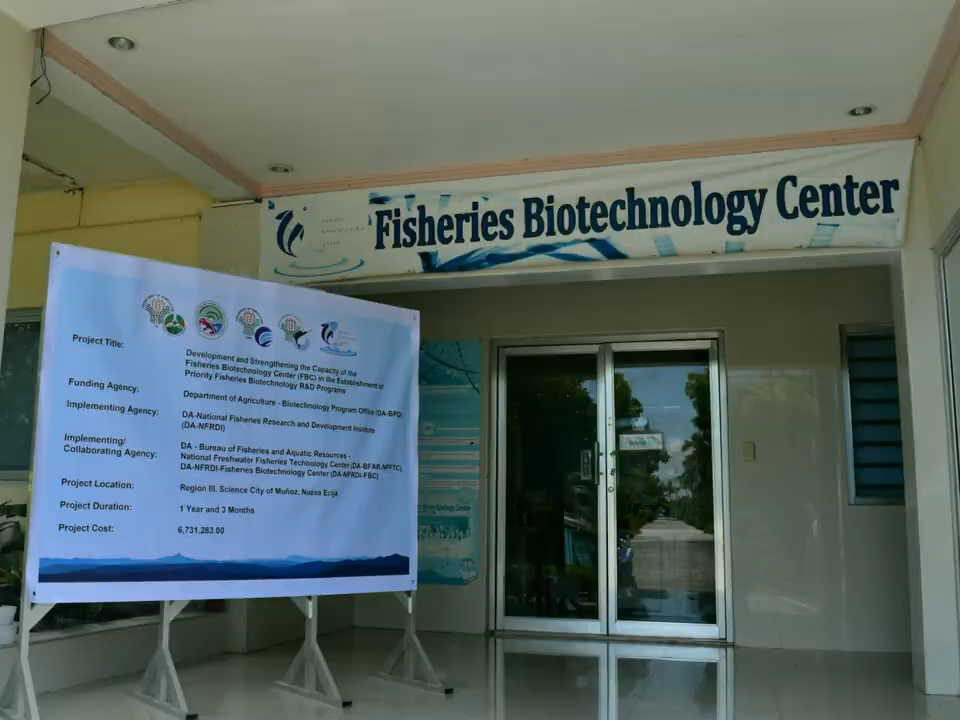 Fisheries Biotechnology Center
Project Title:
Development and Strengthening the Capacity of the
Fisheries Biotechnology Center (FBC) in the Establishment of
Priority Fisheries Biotechnology R&D Programs
Funding Agency:
Department of Agriculture - Biotechnology Program Office (DA-BPO)
Implementing Agency:
DA-National Fisheries Research and Development Institute
(DA-NFRDI)
Implementing/
Collaborating Agency:
DA - Bureau of Fisheries and Aquatic Resources -
National Freshwater Fisheries Technology Center (DA-BFAR-NFFTC),
DA-NFRDI-Fisheries Biotechnology Center (DA-NFRDI-FBC)
Project Location:
Region III. Science City of Muñoz, Nueva Ecija
Project Duration:
1 Year and 3 Months
Project Cost:
6,731,283.00